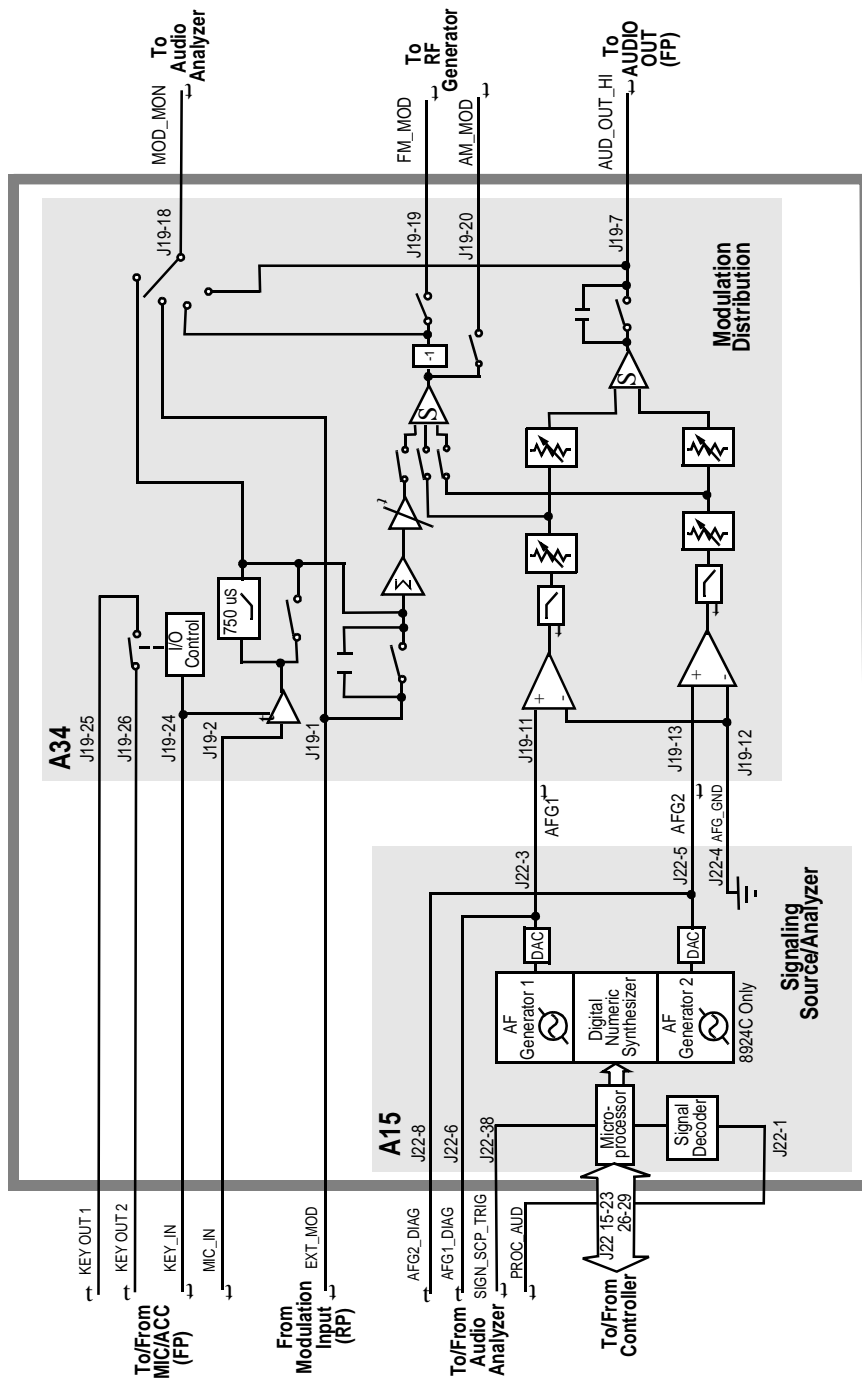 KEY OUT 1
KEY OUT 2
KEY_IN
MIC_IN
To/From
MIC/ACC
(FP)
EXT_MOD
From
Modulation
Input
(RP)
AFG2_DIAG
AFG1_DIAG
SIGN_SCP_TRIG
PROC_AUD
To/From
Audio
Analyzer
To/From
Controller
J22 15-23
26-29
A15
J22-8
J22-6
J22-38
J22-1
Micro-
processor
Signal
Decoder
AF
Generator 1
Digital
Numeric
Synthesizer
AF
Generator 2
8924C Only
DAC
DAC
J22-3
J22-5
J22-4
Signaling
Source/Analyzer
AFG1
AFG2
AFG_GND
A34
J19-25
J19-26
J19-24
J19-2
J19-1
J19-11
J19-13
J19-12
I/O
Control
750 us
Σ
+
-
+
-
S
-1
S
Modulation
Distribution
J19-18
J19-19
J19-20
J19-7
MOD_MON
FM_MOD
AM_MOD
AUD_OUT_HI
To
Audio
Analyzer
To
RF
Generator
To
AUDIO
OUT
(FP)